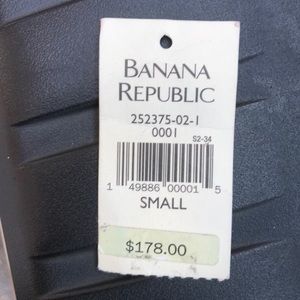 BANANA
REPUBLIC
252375-02-1
0001
S2-34
1 49886 00001 5
SMALL
$178.00